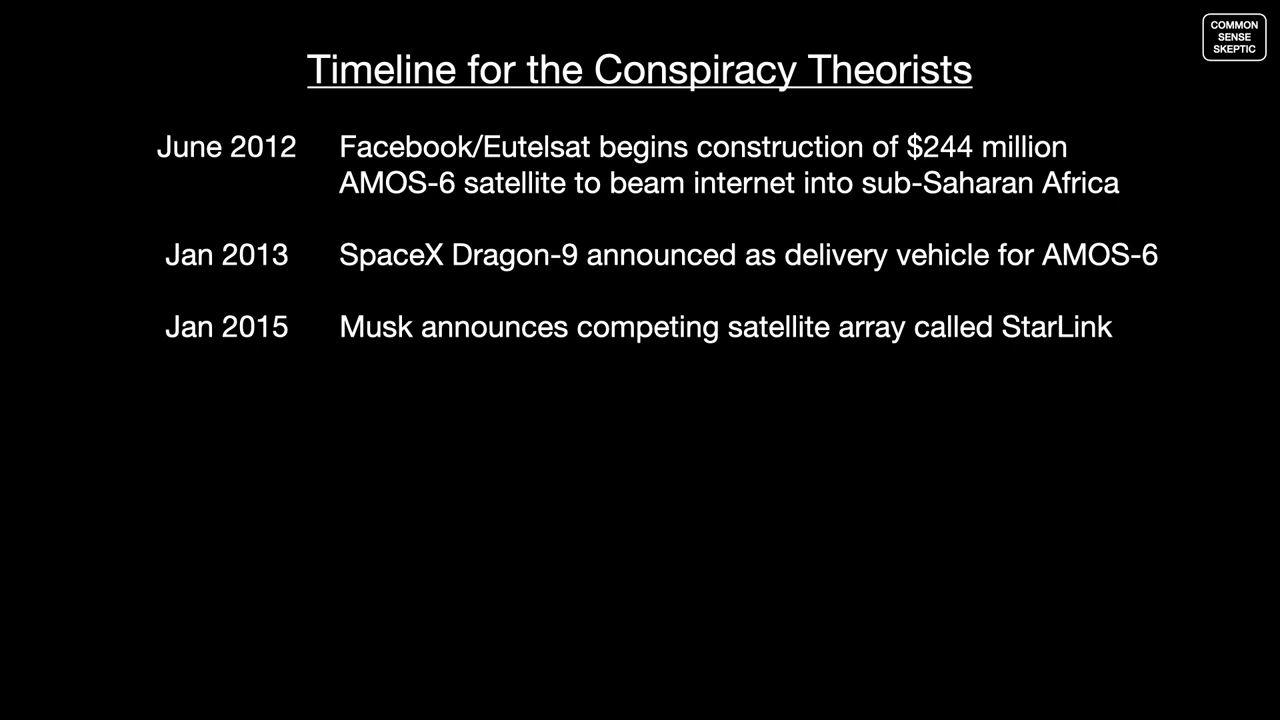 COMMON
SENSE
SKEPTIC
Timeline for the Conspiracy Theorists
June 2012 Facebook/Eutelsat begins construction of $244 million
AMOS-6 satellite to beam internet into sub-Saharan Africa
Jan 2013 SpaceX Dragon-9 announced as delivery vehicle for AMOS-6
Jan 2015 Musk announces competing satellite array called StarLink